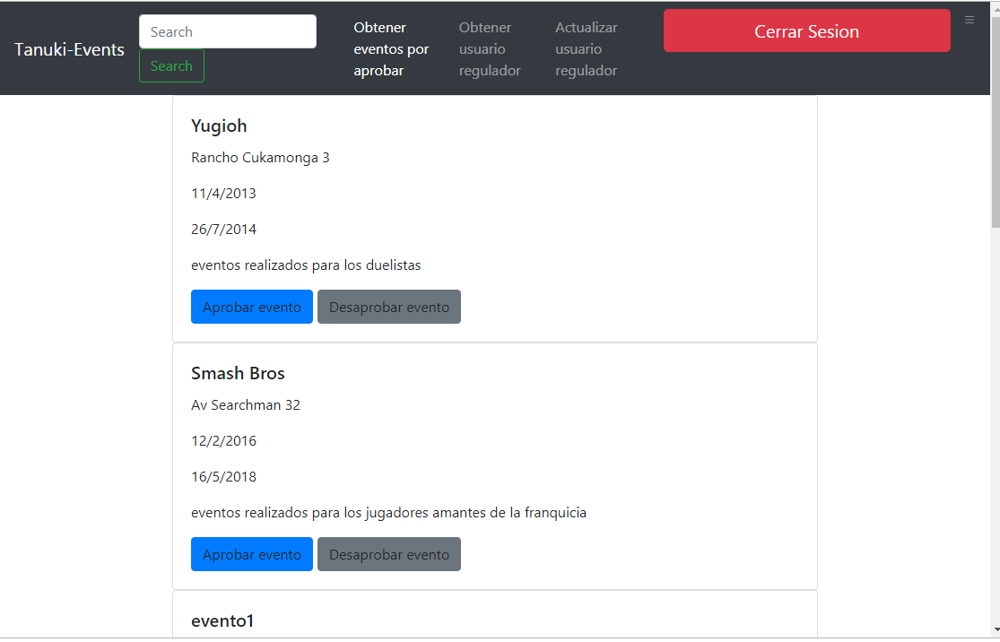 Tanuki-Events
Search
Search
Obtener
eventos por
aprobar
Obtener
usuario
regulador
Actualizar
usuario
regulador
Cerrar Sesion
Yugioh
Rancho Cukamonga 3
11/4/2013
26/7/2014
eventos realizados para los duelistas
Aprobar evento Desaprobar evento
Smash Bros
Av Searchman 32
12/2/2016
16/5/2018
eventos realizados para los jugadores amantes de la franquicia
Aprobar evento Desaprobar evento
evento1